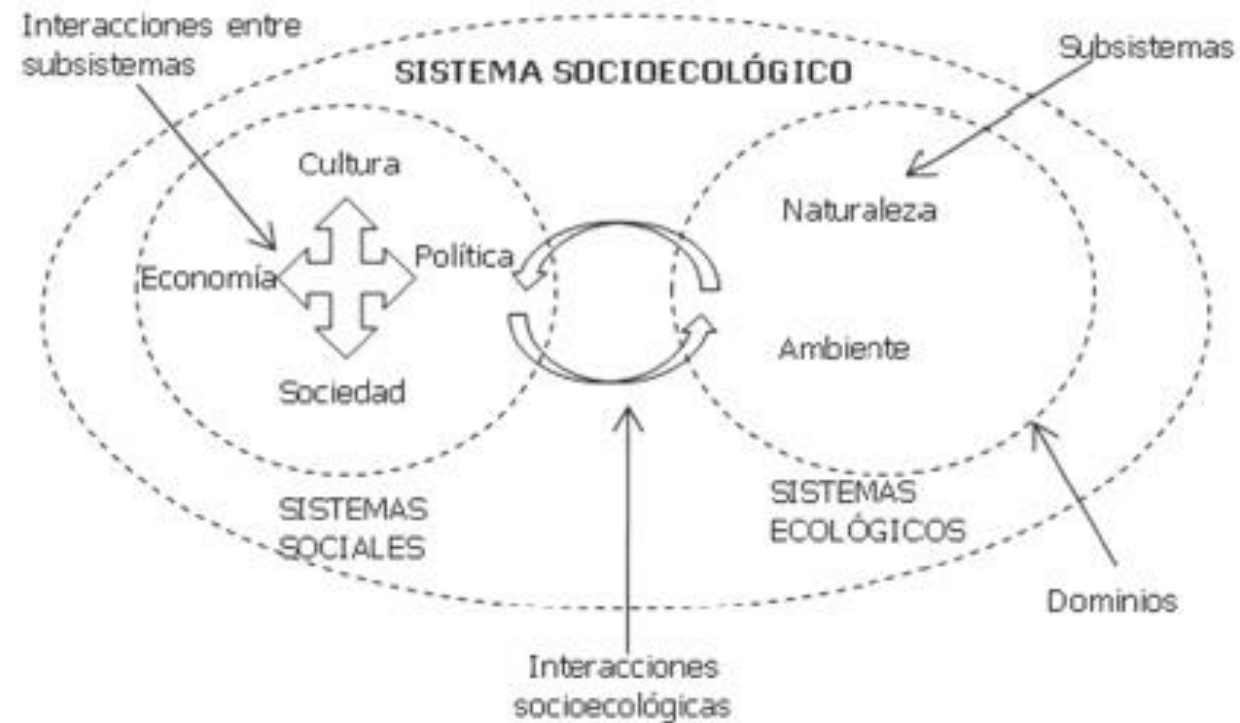 Interacciones entre
subsistemas
Subsistemas
SISTEMA SOCIOECOLÓGICO
Cultura
Naturaleza
Política
Economía
Ambiente
Sociedad
SISTEMAS
SOCIALES
SISTEMAS
ECOLÓGICOS
Dominios
Interacciones
socioecológicas